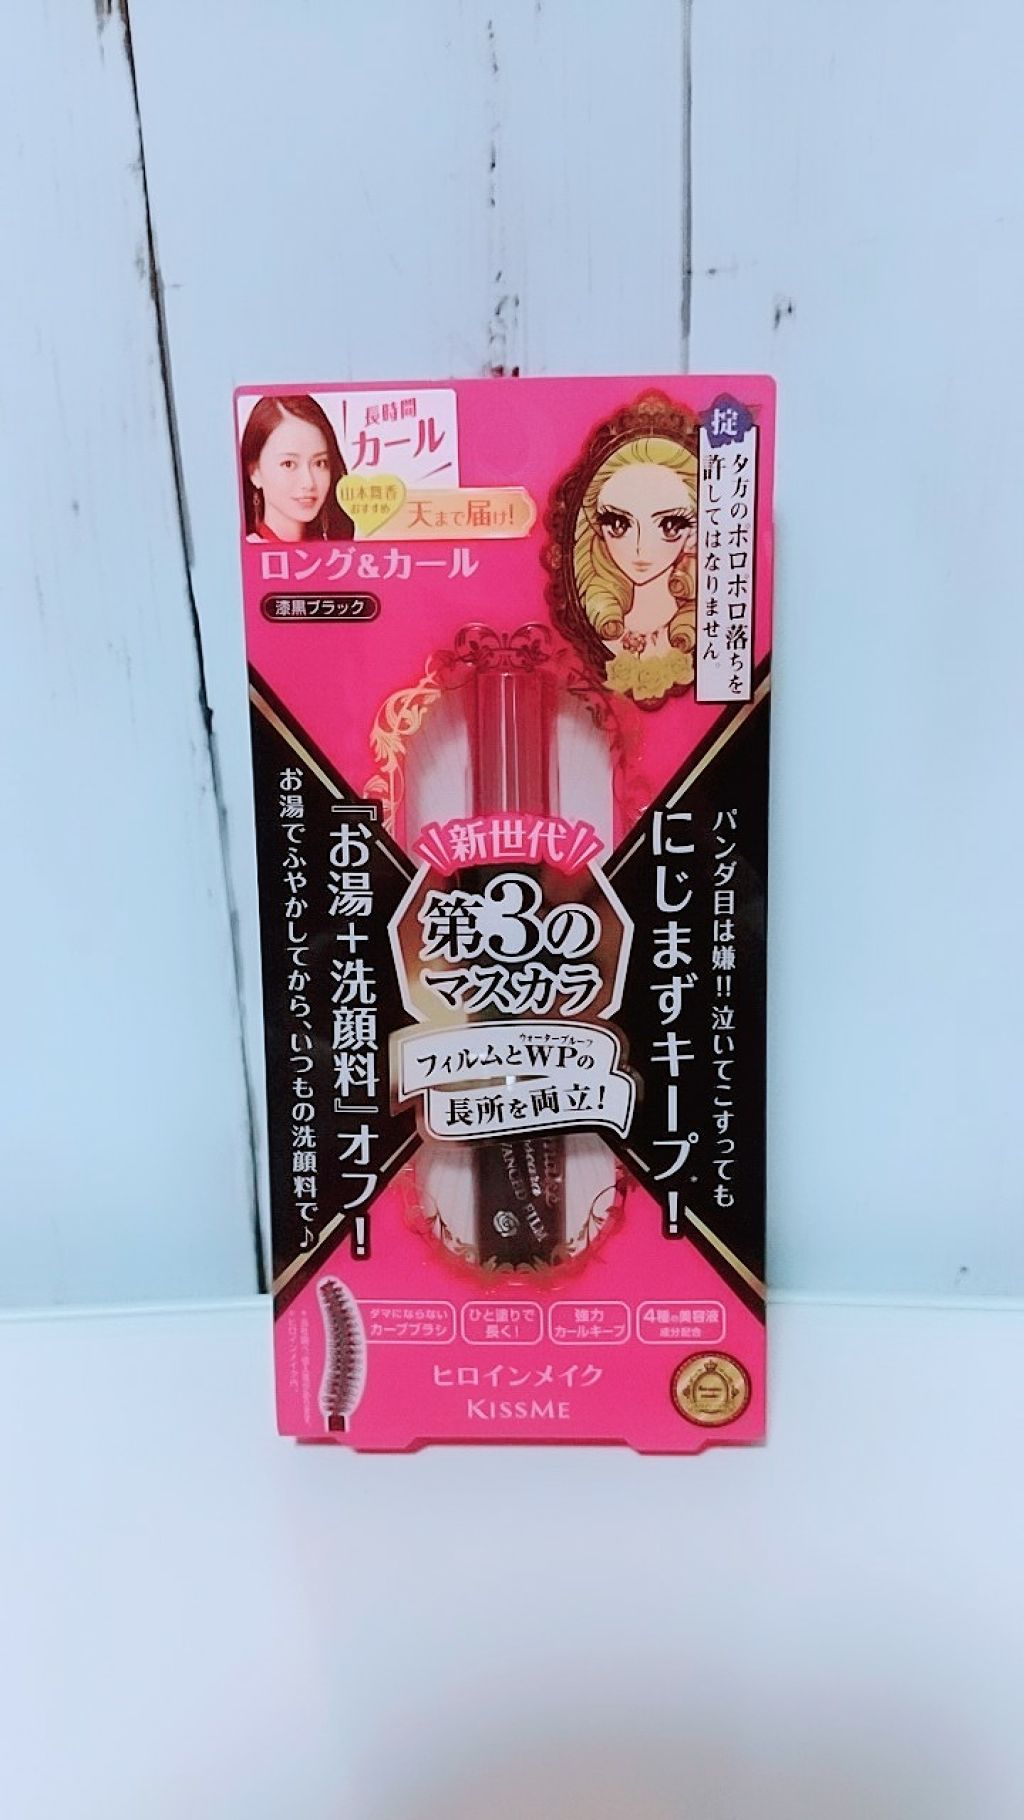 長時間
カール
山本舞香
おすすめ
天まで届け!
ロング&カール
漆黒ブラック
掟
夕方のポロポロ落ちを
許してはなりません。
新世代
第3の
マスカラ
ウォータープルーフ
フィルムとWPの
長所を両立!
パンダ目は嫌!!泣いてこすっても
にじまずキープ!
『お湯+洗顔料』オフ!
お湯でふやかしてから、いつもの洗顔料で♪
FILM
ダマにならない
カーブブラシ
ひと塗りで
長く!
強力
カールキープ
4種の美容液
成分配合
ヒロインメイク
KISSME